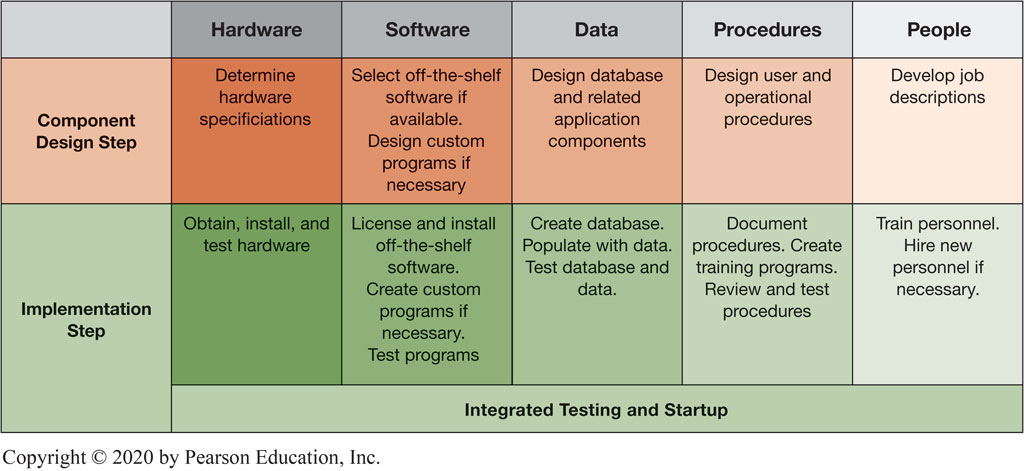 Hardware
Software
Data
Procedures
People
Component
Design Step
Determine
hardware
specificiations
Select off-the-shelf
software if
available.
Design custom
programs if
necessary
Design database
and related
application
components
Design user and
operational
procedures
Develop job
descriptions
Implementation
Step
Obtain, install, and
test hardware
License and install
off-the-shelf
software.
Create custom
programs if
necessary.
Test programs
Create database.
Populate with data.
Test database and
data.
Document
procedures. Create
training programs.
Review and test
procedures
Train personnel.
Hire new
personnel if
necessary.
Integrated Testing and Startup
Copyright © 2020 by Pearson Education, Inc.